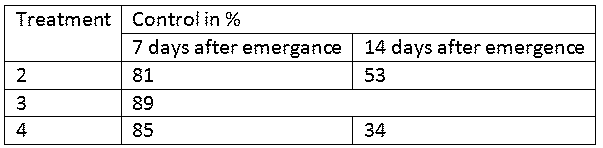 Treatment Control in %
7 days after emergance 14 days after emergence
2 81 53
3 89
4 85 34